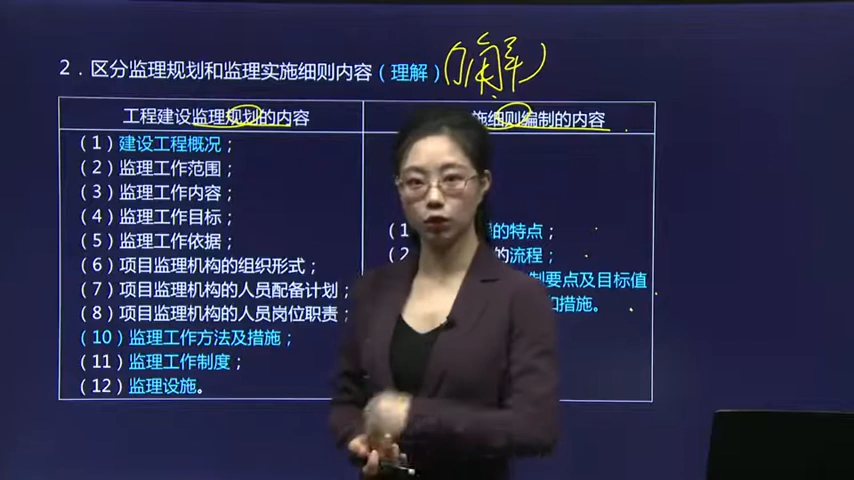 2．区分监理规划和监理实施细则内容（理解）（了解）
工程建设监理规划的内容
施细则编制的内容
（1）建设工程概况；
（2）监理工作范围；
（3）监理工作内容；
（4）监理工作目标；
（5）监理工作依据；
（6）项目监理机构的组织形式；
（7）项目监理机构的人员配备计划；
（8）项目监理机构的人员岗位职责；
（10）监理工作方法及措施；
（11）监理工作制度；
（12）监理设施。
（1
的特点；
（2
的流程；
制要点及目标值
和措施。